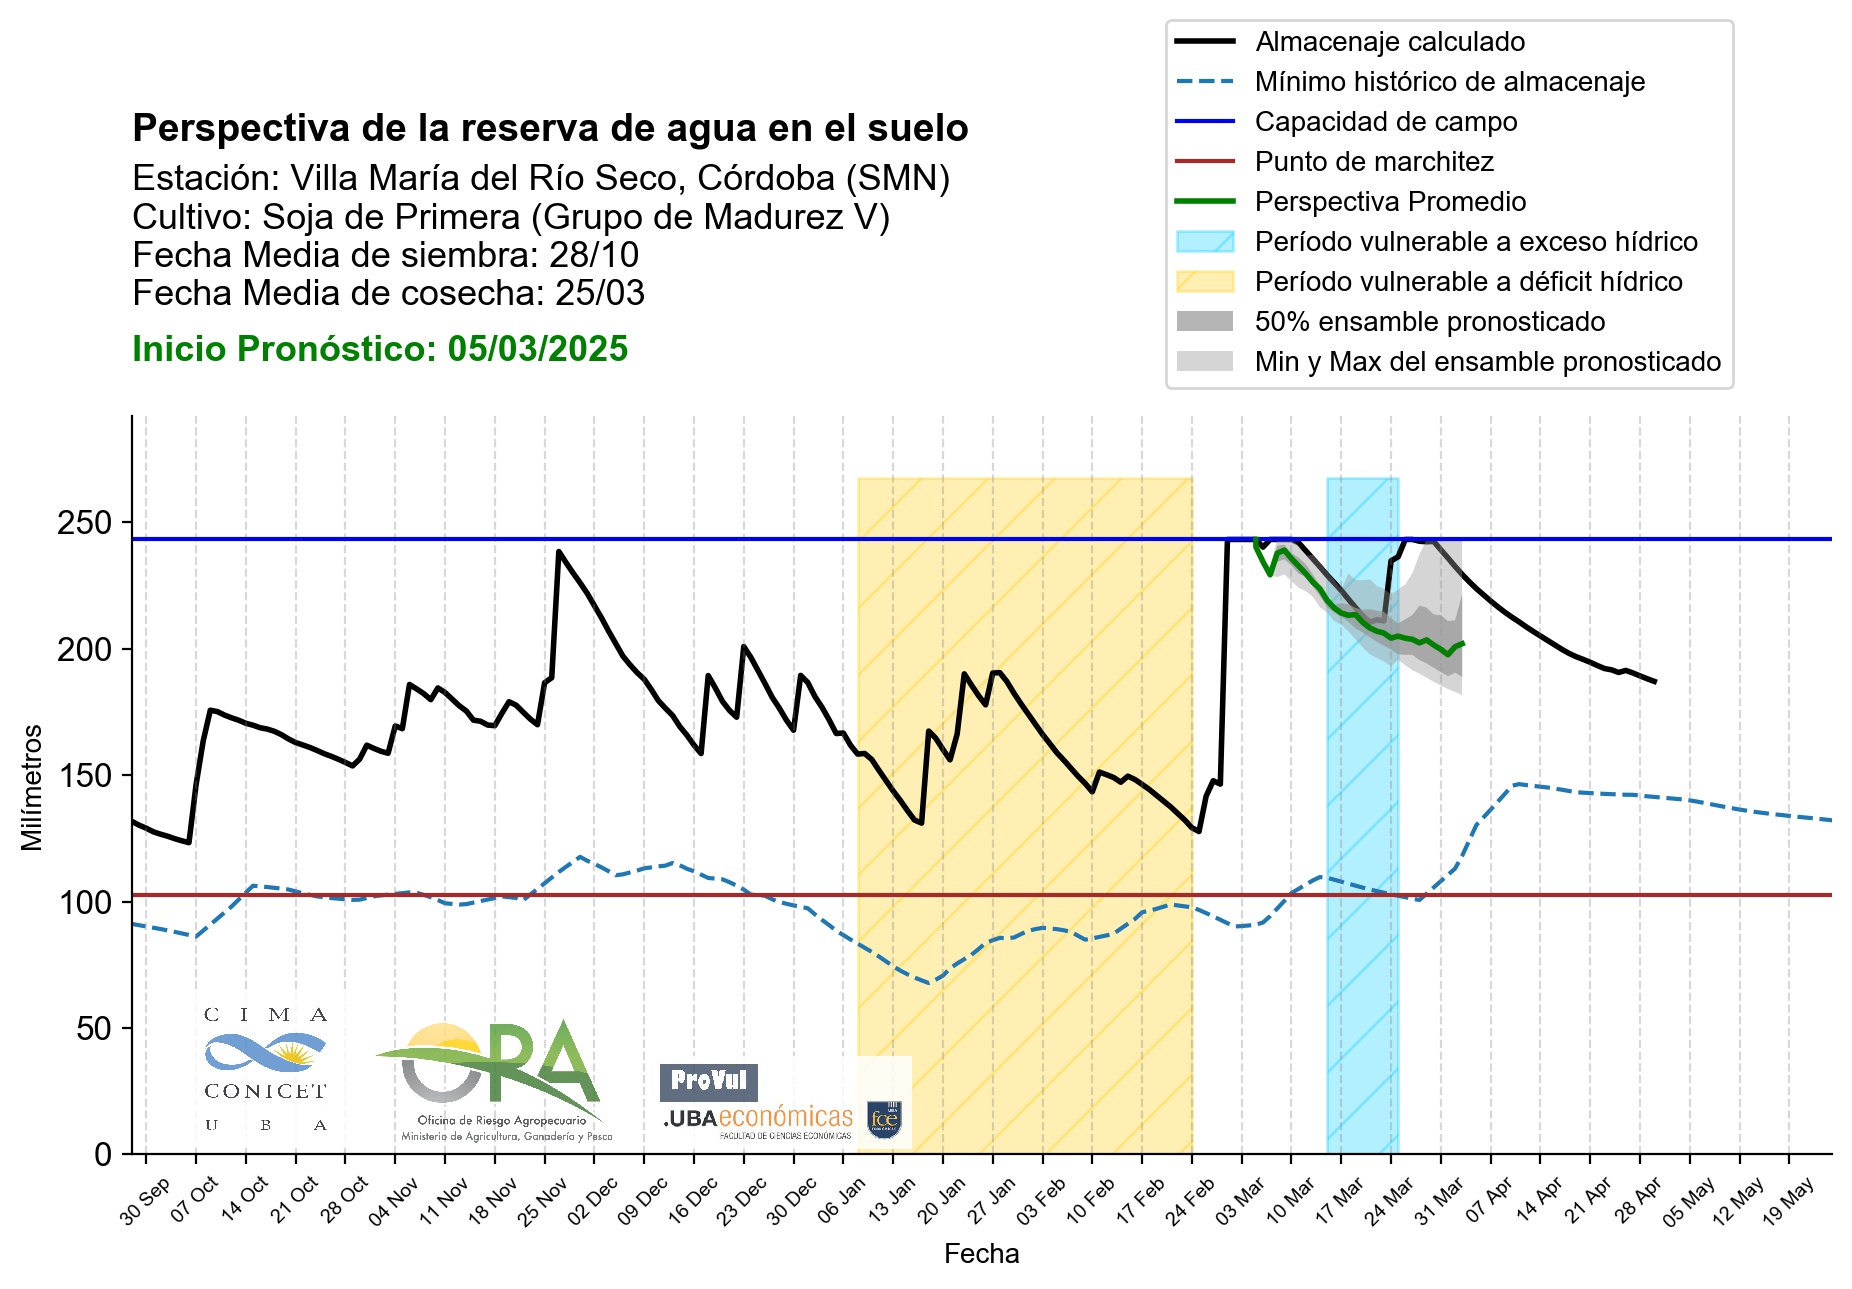 Almacenaje calculado
Mínimo histórico de almacenaje
Capacidad de campo
Punto de marchitez
Perspectiva Promedio
Período vulnerable a exceso hídrico
Período vulnerable a déficit hídrico
50% ensamble pronosticado
Min y Max del ensamble pronosticado
Perspectiva de la reserva de agua en el suelo
Estación: Villa María del Río Seco, Córdoba (SMN)
Cultivo: Soja de Primera (Grupo de Madurez V)
Fecha Media de siembra: 28/10
Fecha Media de cosecha: 25/03
Inicio Pronóstico: 05/03/2025
250
200
150
100
50
0
Milímetros
CIMA
CONICET
UBA
ORA
Oficina de Riesgo Agropecuario
Ministerio de Agricultura, Ganadería y Pesca
ProVul
.UBAeconómicas
FACULTAD DE CIENCIAS ECONÓMICAS
fce
30 Sep
07 Oct
14 Oct
21 Oct
28 Oct
04 Nov
11 Nov
18 Nov
25 Nov
02 Dec
09 Dec
16 Dec
23 Dec
30 Dec
06 Jan
13 Jan
20 Jan
27 Jan
03 Feb
10 Feb
17 Feb
24 Feb
03 Mar
10 Mar
17 Mar
24 Mar
31 Mar
07 Apr
14 Apr
21 Apr
28 Apr
05 May
12 May
19 May
Fecha